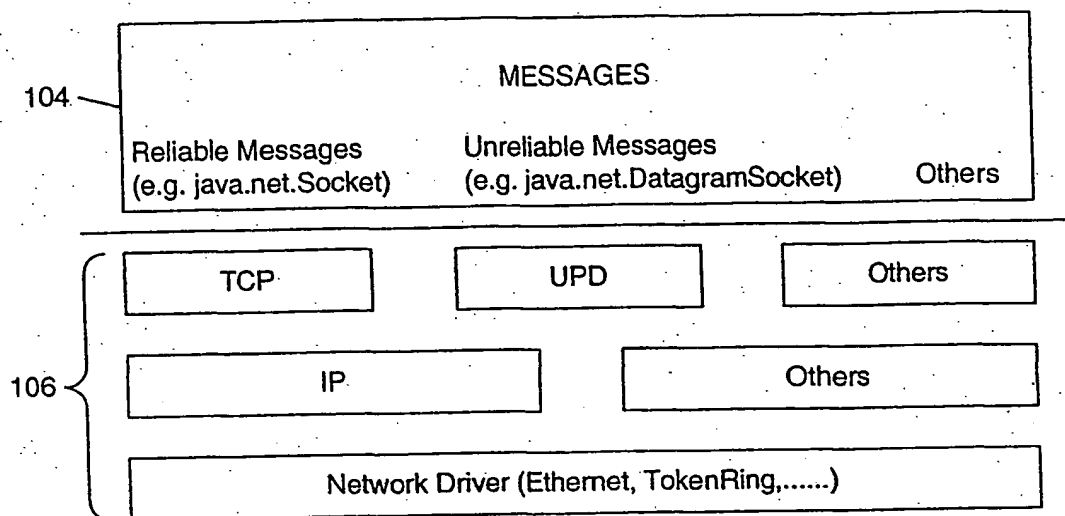 104
MESSAGES
Reliable Messages
(e.g. java.net.Socket)
Unreliable Messages
(e.g. java.net.DatagramSocket)
Others
106
TCP
UPD
Others
IP
Others
Network Driver (Ethernet, TokenRing,......)